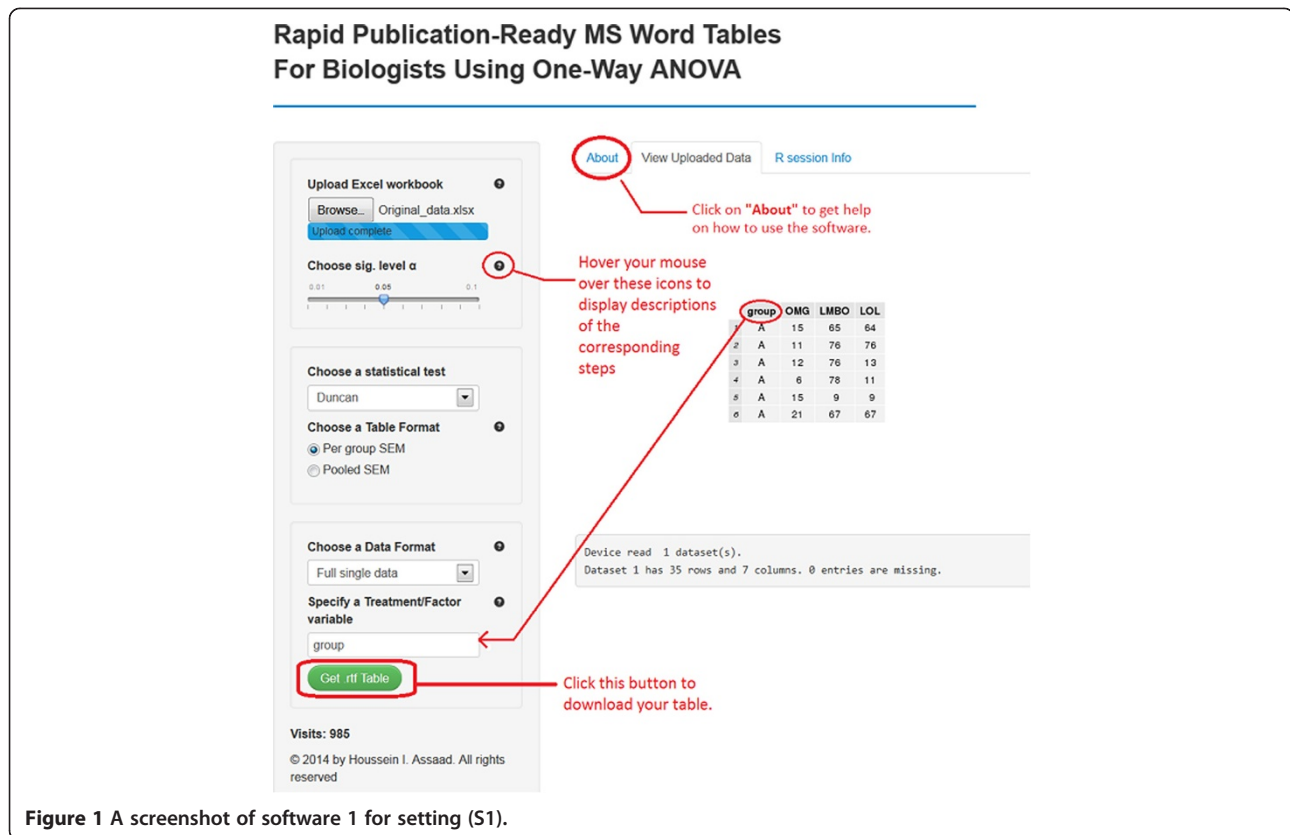 Rapid Publication-Ready MS Word Tables
For Biologists Using One-Way ANOVA
Upload Excel workbook
Browse... Original_data.xlsx
Upload complete
Choose sig. level α
0.01 0.05 0.1
Choose a statistical test
Duncan
Choose a Table Format
Per group SEM
Pooled SEM
Choose a Data Format
Full single data
Specify a Treatment/Factor
variable
group
Get .rtf Table
Visits: 985
© 2014 by Houssein I. Assaad. All rights
reserved
About View Uploaded Data R session Info
Click on "About" to get help
on how to use the software.
Hover your mouse
over these icons to
display descriptions
of the
corresponding
steps
group OMG LMBO LOL
1 A 15 65 64
2 A 11 76 76
3 A 12 76 13
4 A 6 78 11
5 A 15 9 9
6 A 21 67 67
Device read 1 dataset(s).
Dataset 1 has 35 rows and 7 columns. 0 entries are missing.
Click this button to
download your table.
Figure 1 A screenshot of software 1 for setting (S1).